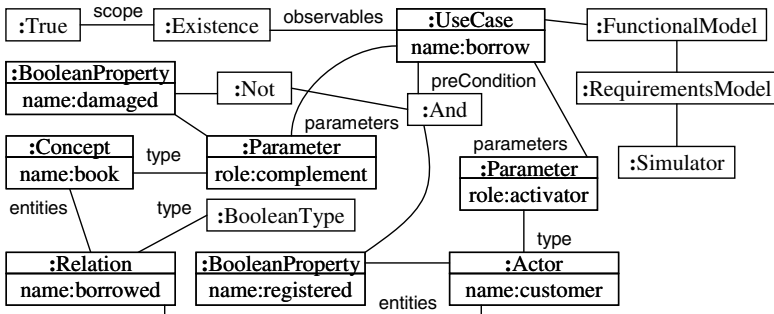 :True
scope
:Existence
observables
:UseCase
name:borrow
:FunctionalModel
:BooleanProperty
name:damaged
:Not
preCondition
:And
:RequirementsModel
parameters
parameters
:Concept
name:book
type
:Parameter
role:complement
:Parameter
role:activator
:Simulator
entities
type
:BooleanType
type
:Relation
name:borrowed
:BooleanProperty
name:registered
:Actor
name:customer
entities